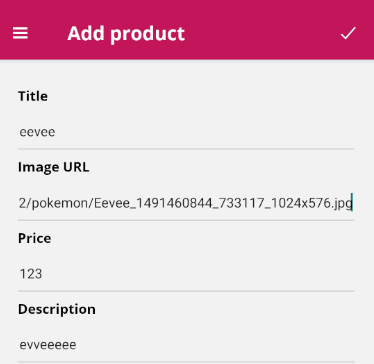 Add product
Title
eevee
Image URL
2/pokemon/Eevee_1491460844_733117_1024x576.jpg
Price
123
Description
evveeeee